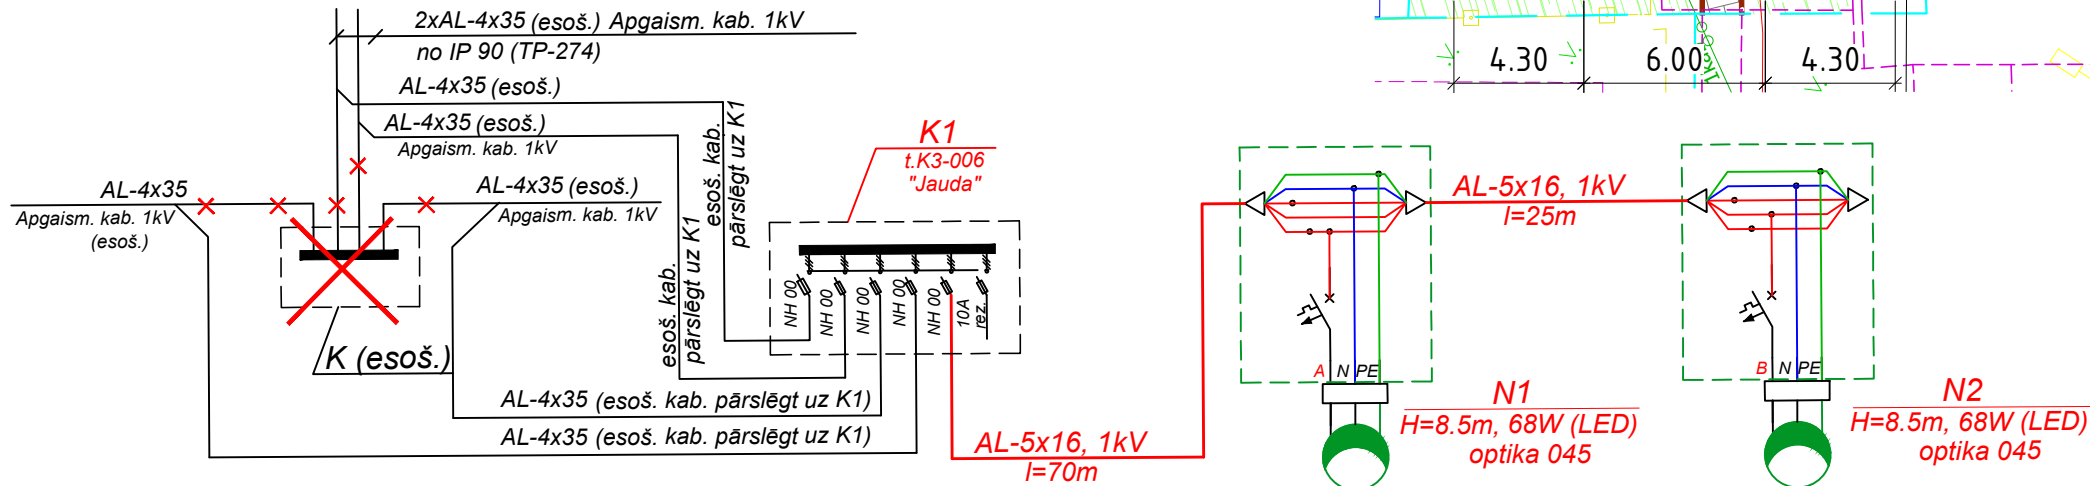 2xAL-4x35 (esoš.) Apgaism. kab. 1kV
no IP 90 (TP-274)
AL-4x35 (esoš.)
AL-4x35 (esoš.)
Apgaism. kab. 1kV
AL-4x35
Apgaism. kab. 1kV
(esoš.)
AL-4x35 (esoš.)
Apgaism. kab. 1kV
K (esoš.)
esoš. kab.
pārslēgt uz K1
esoš. kab.
pārslēgt uz K1
K1
t.K3-006
"Jauda"
NH 00
NH 00
NH 00
NH 00
NH 00
10A
rez.
AL-4x35 (esoš. kab. pārslēgt uz K1)
AL-4x35 (esoš. kab. pārslēgt uz K1)
AL-5x16, 1kV
l=70m
4.30
6.00
4.30
1kV
AL-5x16, 1kV
l=25m
A N PE
N1
H=8.5m, 68W (LED)
optika 045
B N PE
N2
H=8.5m, 68W (LED)
optika 045